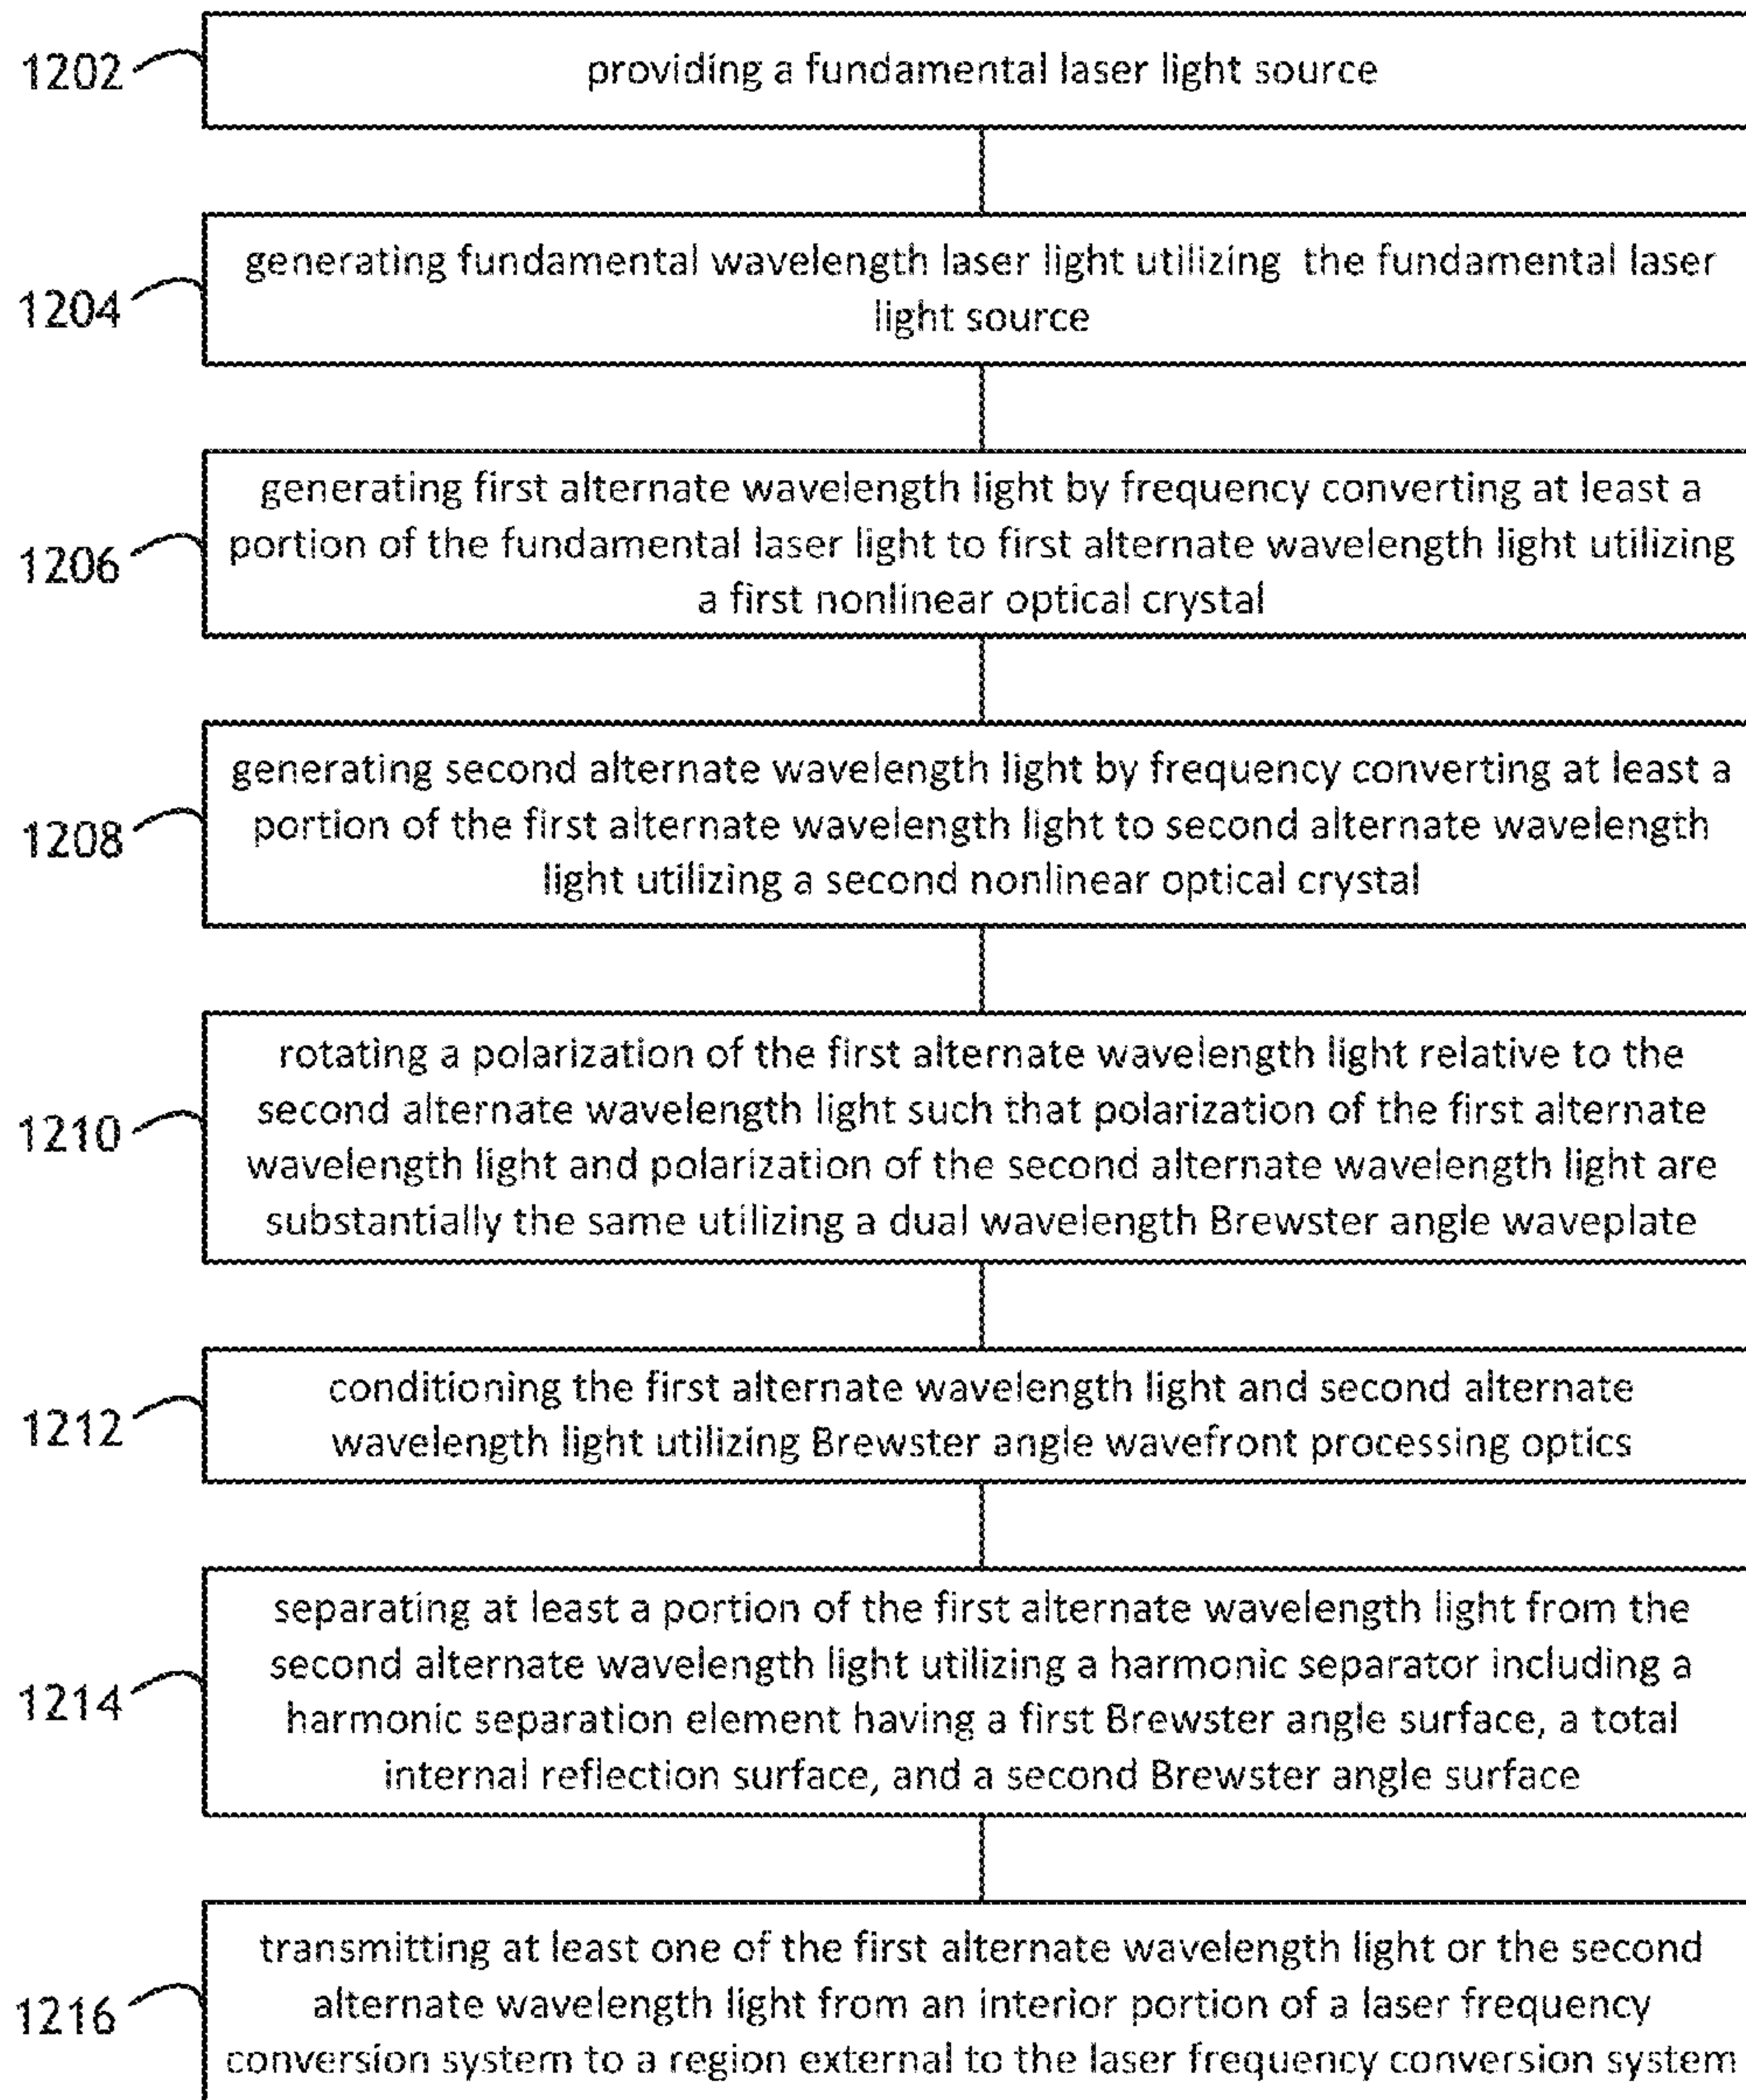 1202
providing a fundamental laser light source
1204
generating fundamental wavelength laser light utilizing the fundamental laser
light source
1206
generating first alternate wavelength light by frequency converting at least a
portion of the fundamental laser light to first alternate wavelength light utilizing
a first nonlinear optical crystal
1208
generating second alternate wavelength light by frequency converting at least a
portion of the first alternate wavelength light to second alternate wavelength
light utilizing a second nonlinear optical crystal
1210
rotating a polarization of the first alternate wavelength light relative to the
second alternate wavelength light such that polarization of the first alternate
wavelength light and polarization of the second alternate wavelength light are
substantially the same utilizing a dual wavelength Brewster angle waveplate
1212
conditioning the first alternate wavelength light and second alternate
wavelength light utilizing Brewster angle wavefront processing optics
1214
separating at least a portion of the first alternate wavelength light from the
second alternate wavelength light utilizing a harmonic separator including a
harmonic separation element having a first Brewster angle surface, a total
internal reflection surface, and a second Brewster angle surface
1216
transmitting at least one of the first alternate wavelength light or the second
alternate wavelength light from an interior portion of a laser frequency
conversion system to a region external to the laser frequency conversion system